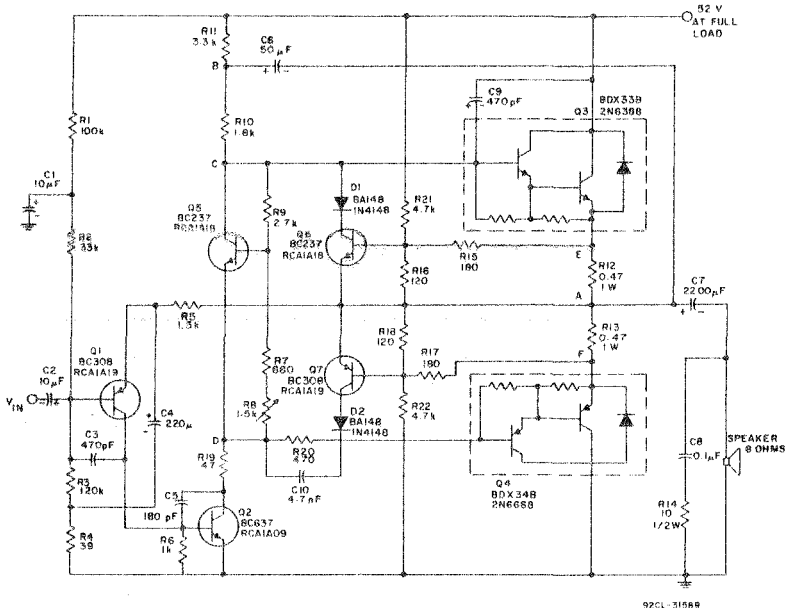 52 V
AT FULL
LOAD
R11
3.3k
C6
50µF
+ -
B
C9
470pF
BDX33B
2N6388
Q3
R1
100k
R10
1.8k
C
C1
10µF
D1
BA148
1N4148
R21
4.7k
Q5
BC237
RCA1A18
R9
2.7k
Q6
BC237
RCA1A18
R2
33k
R15
180
E
R16
120
R12
0.47
1W
C7
2200µF
+ -
A
R5
1.3k
Q1
BC308
RCA1A19
R18
120
R13
0.47
1W
C2
10µF
VIN
R7
680
Q7
BC308
RCA1A19
R17
180
F
C4
220µ
R8
1.5k
D2
BA148
1N4148
R22
4.7k
C3
470pF
D
R20
470
C8
0.1µF
SPEAKER
8 OHMS
R19
47
C10
4.7nF
R3
120k
C5
180 pF
Q4
BDX34B
2N6668
Q2
BC637
RCA1A09
R14
10
1/2W
R4
39
R6
1k
92CL-31589